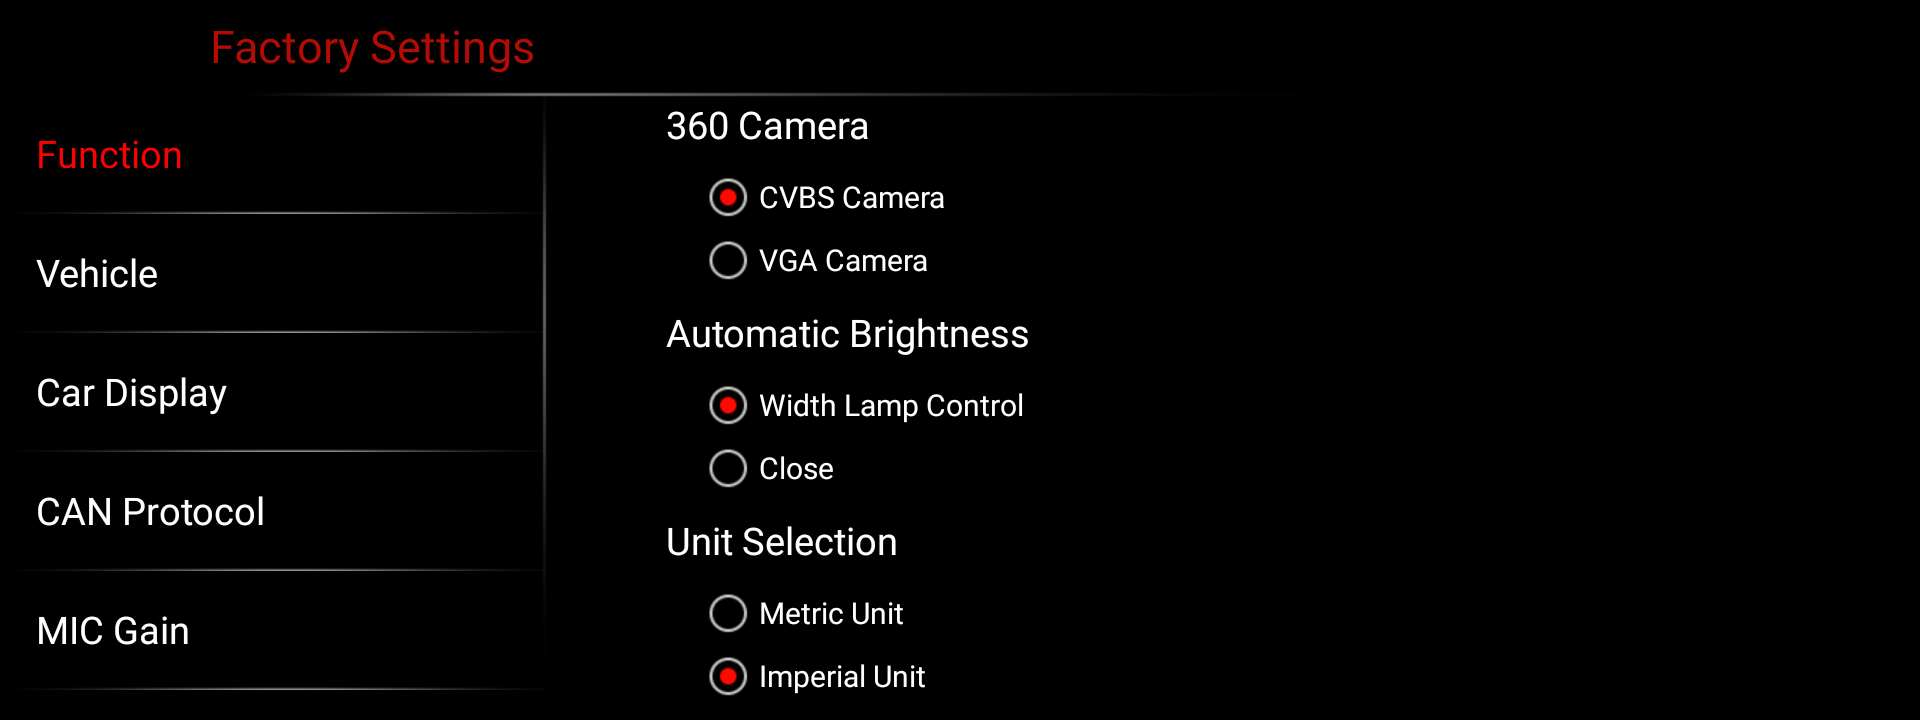 Factory Settings
Function
Vehicle
Car Display
CAN Protocol
MIC Gain
360 Camera
CVBS Camera
VGA Camera
Automatic Brightness
Width Lamp Control
Close
Unit Selection
Metric Unit
Imperial Unit